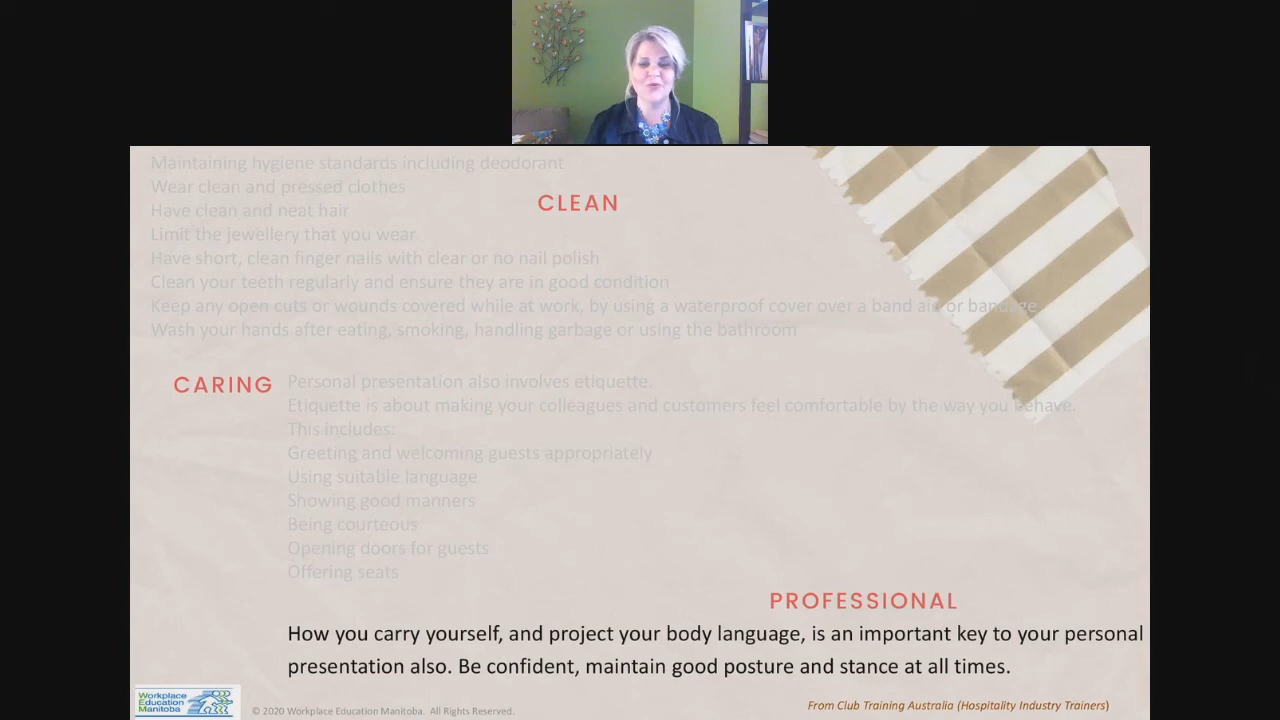 Maintaining hygiene standards including deodorant
Wear clean and pressed clothes
CLEAN
Have clean and neat hair
Limit the jewellery that you wear
Have short, clean finger nails with clear or no nail polish
Clean your teeth regularly and ensure they are in good condition
Keep any open cuts or wounds covered while at work, by using a waterproof cover over a band aid or bandage
Wash your hands after eating, smoking, handling garbage or using the bathroom
CARING
Personal presentation also involves etiquette.
Etiquette is about making your colleagues and customers feel comfortable by the way you behave.
This includes:
Greeting and welcoming guests appropriately
Using suitable language
Showing good manners
Being courteous
Opening doors for guests
Offering seats
PROFESSIONAL
How you carry yourself, and project your body language, is an important key to your personal
presentation also. Be confident, maintain good posture and stance at all times.
Workplace
Education
Manitoba
© 2020 Workplace Education Manitoba. All Rights Reserved.
From Club Training Australia (Hospitality Industry Trainers)